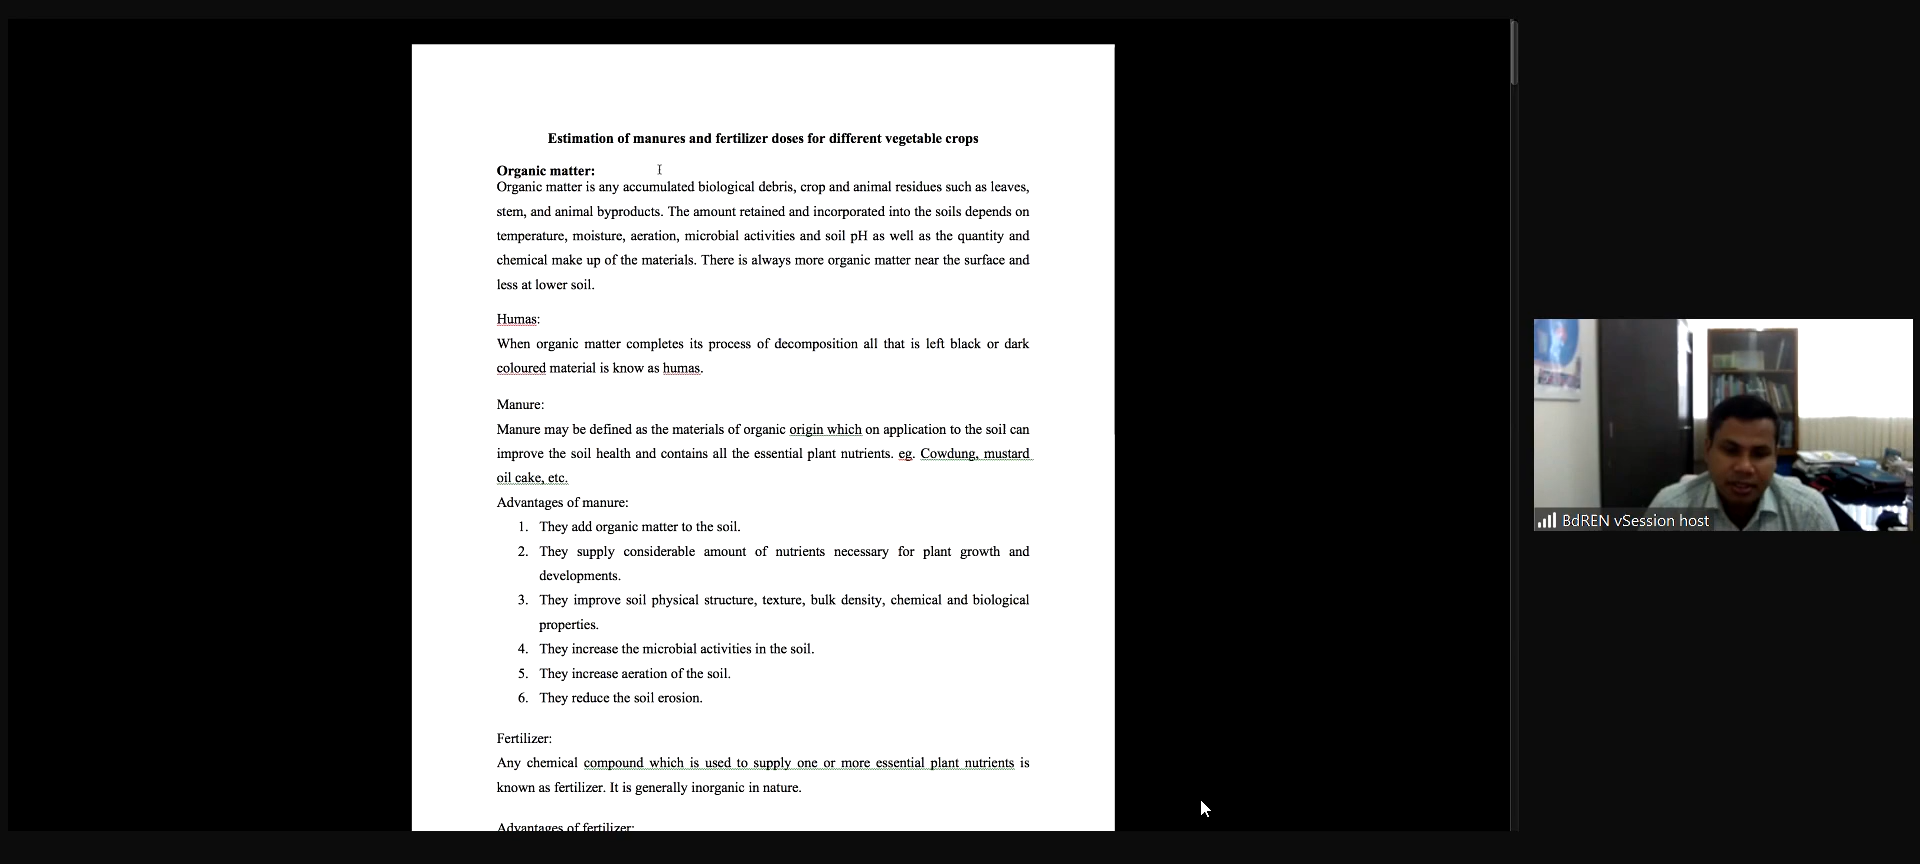 Estimation of manures and fertilizer doses for different vegetable crops
Organic matter:
Organic matter is any accumulated biological debris, crop and animal residues such as leaves,
stem, and animal byproducts. The amount retained and incorporated into the soils depends on
temperature, moisture, aeration, microbial activities and soil pH as well as the quantity and
chemical make up of the materials. There is always more organic matter near the surface and
less at lower soil.
Humas:
When organic matter completes its process of decomposition all that is left black or dark
coloured material is know as humas.
Manure:
Manure may be defined as the materials of organic origin which on application to the soil can
improve the soil health and contains all the essential plant nutrients. eg. Cowdung, mustard
oil cake, etc.
Advantages of manure:
1. They add organic matter to the soil.
2. They supply considerable amount of nutrients necessary for plant growth and
developments.
3. They improve soil physical structure, texture, bulk density, chemical and biological
properties.
4. They increase the microbial activities in the soil.
5. They increase aeration of the soil.
6. They reduce the soil erosion.
Fertilizer:
Any chemical compound which is used to supply one or more essential plant nutrients is
known as fertilizer. It is generally inorganic in nature.
Advantages of fertilizer:
BdREN vSession host